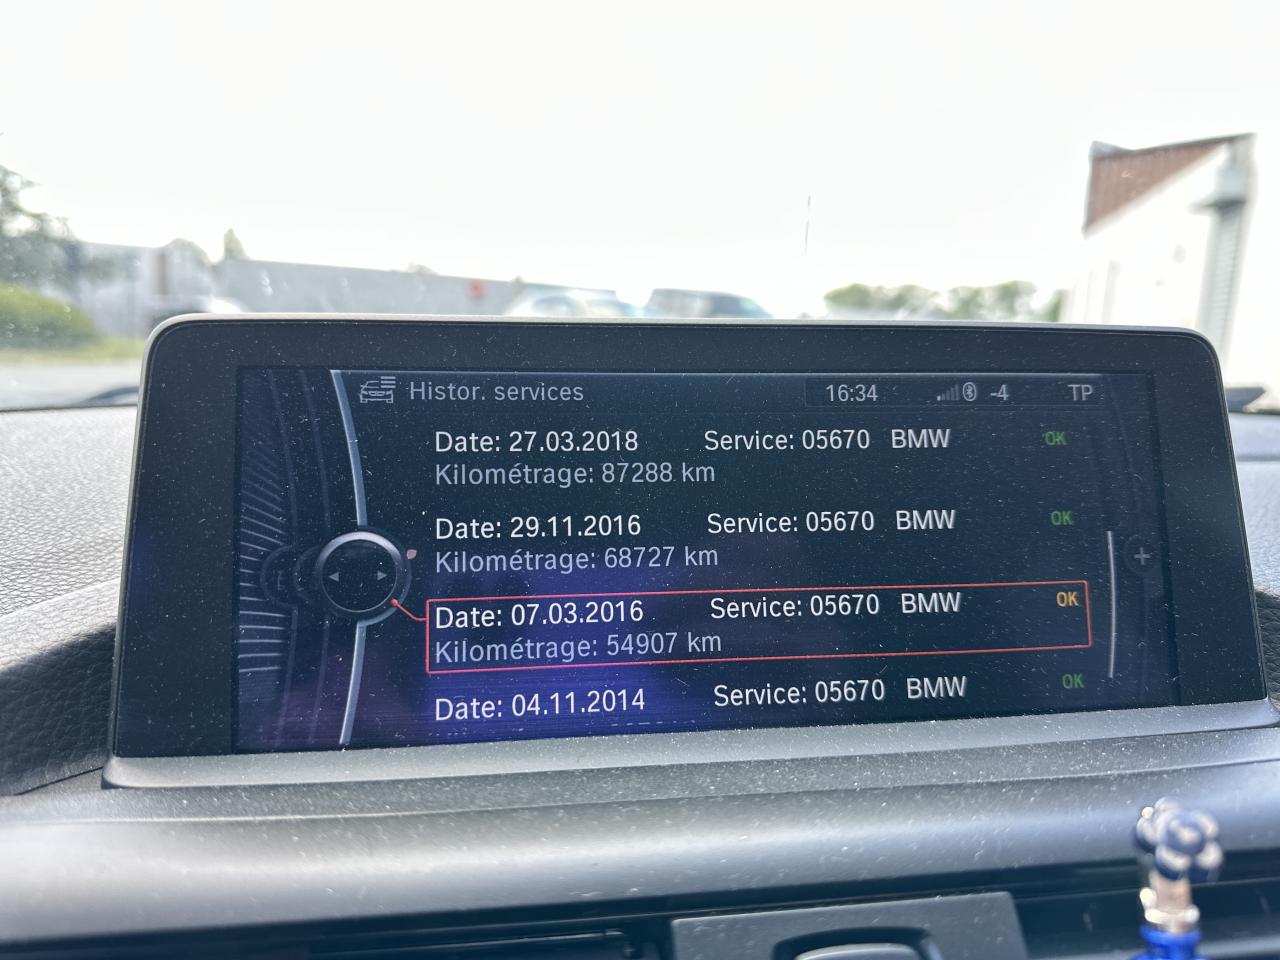 Histor. services 16:34 -4 TP
Date: 27.03.2018 Service: 05670 BMW OK
Kilométrage: 87288 km
Date: 29.11.2016 Service: 05670 BMW OK
Kilométrage: 68727 km
Date: 07.03.2016 Service: 05670 BMW OK
Kilométrage: 54907 km
Date: 04.11.2014 Service: 05670 BMW OK